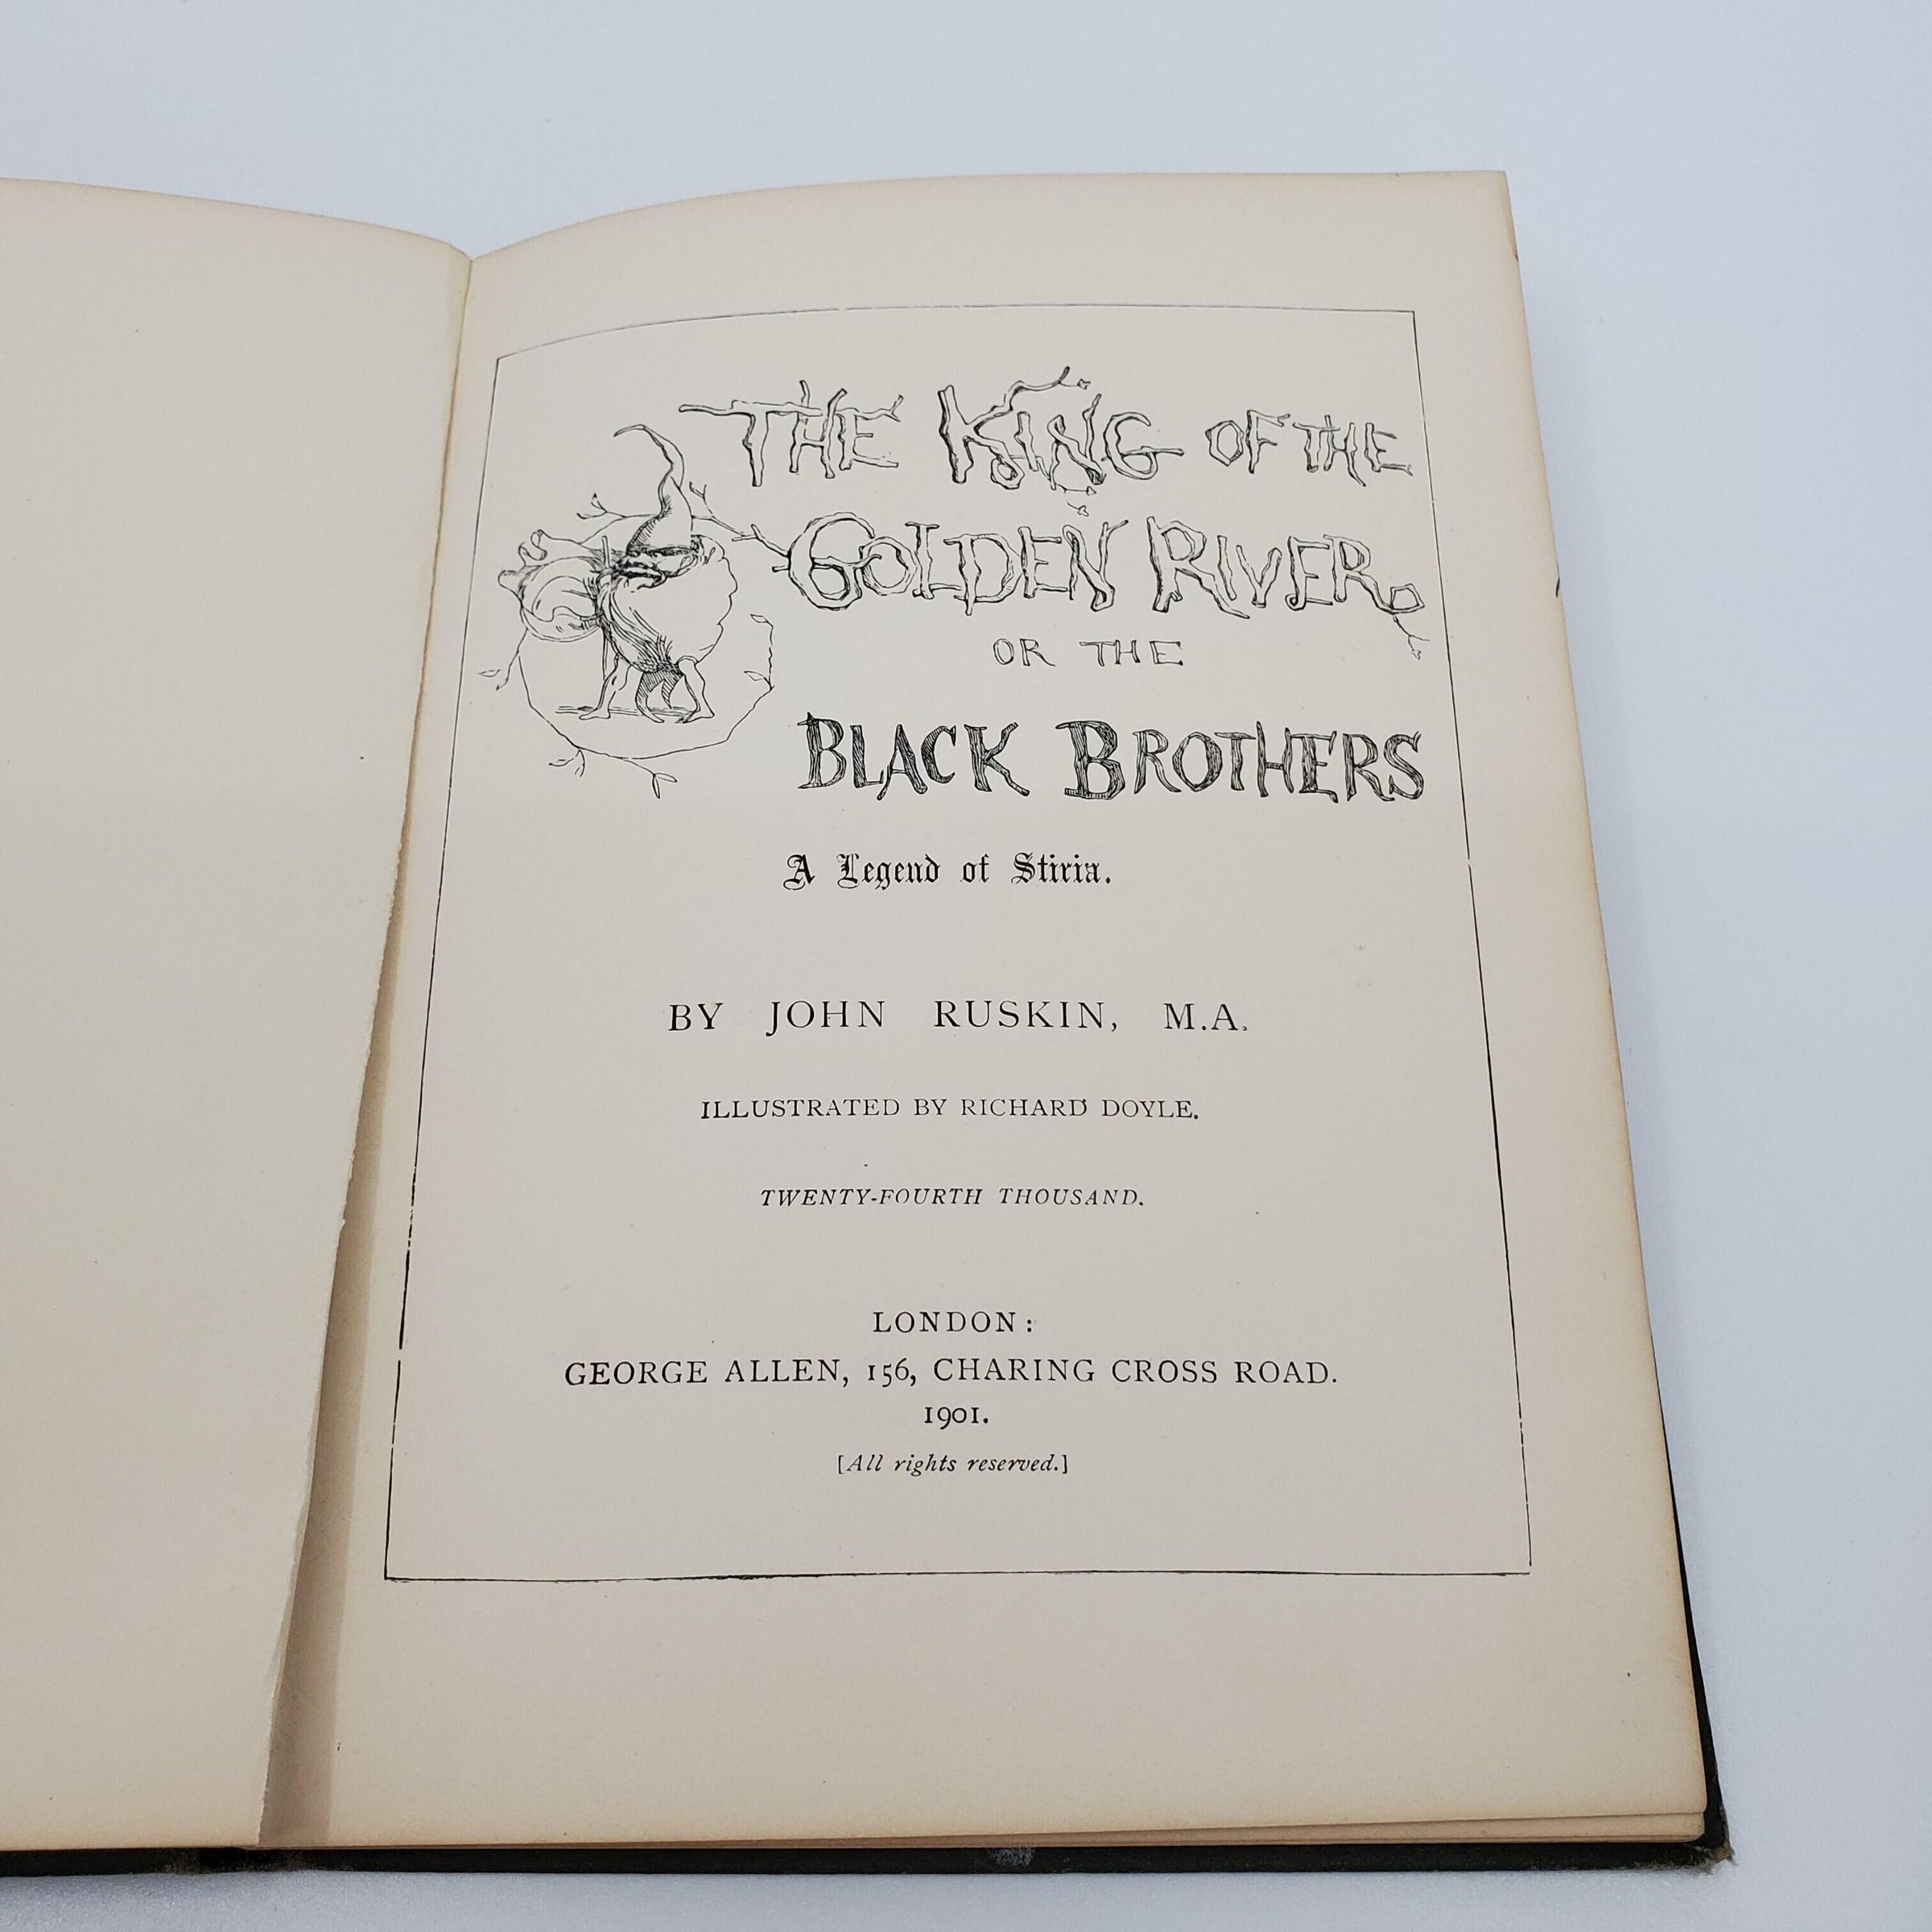 THE KING OF THE
GOLDEN RIVER
OR THE
BLACK BROTHERS
A Legend of Stiria.
BY JOHN RUSKIN, M.A.
ILLUSTRATED BY RICHARD DOYLE.
TWENTY-FOURTH THOUSAND.
LONDON:
GEORGE ALLEN, 156, CHARING CROSS ROAD.
1901.
[All rights reserved.]